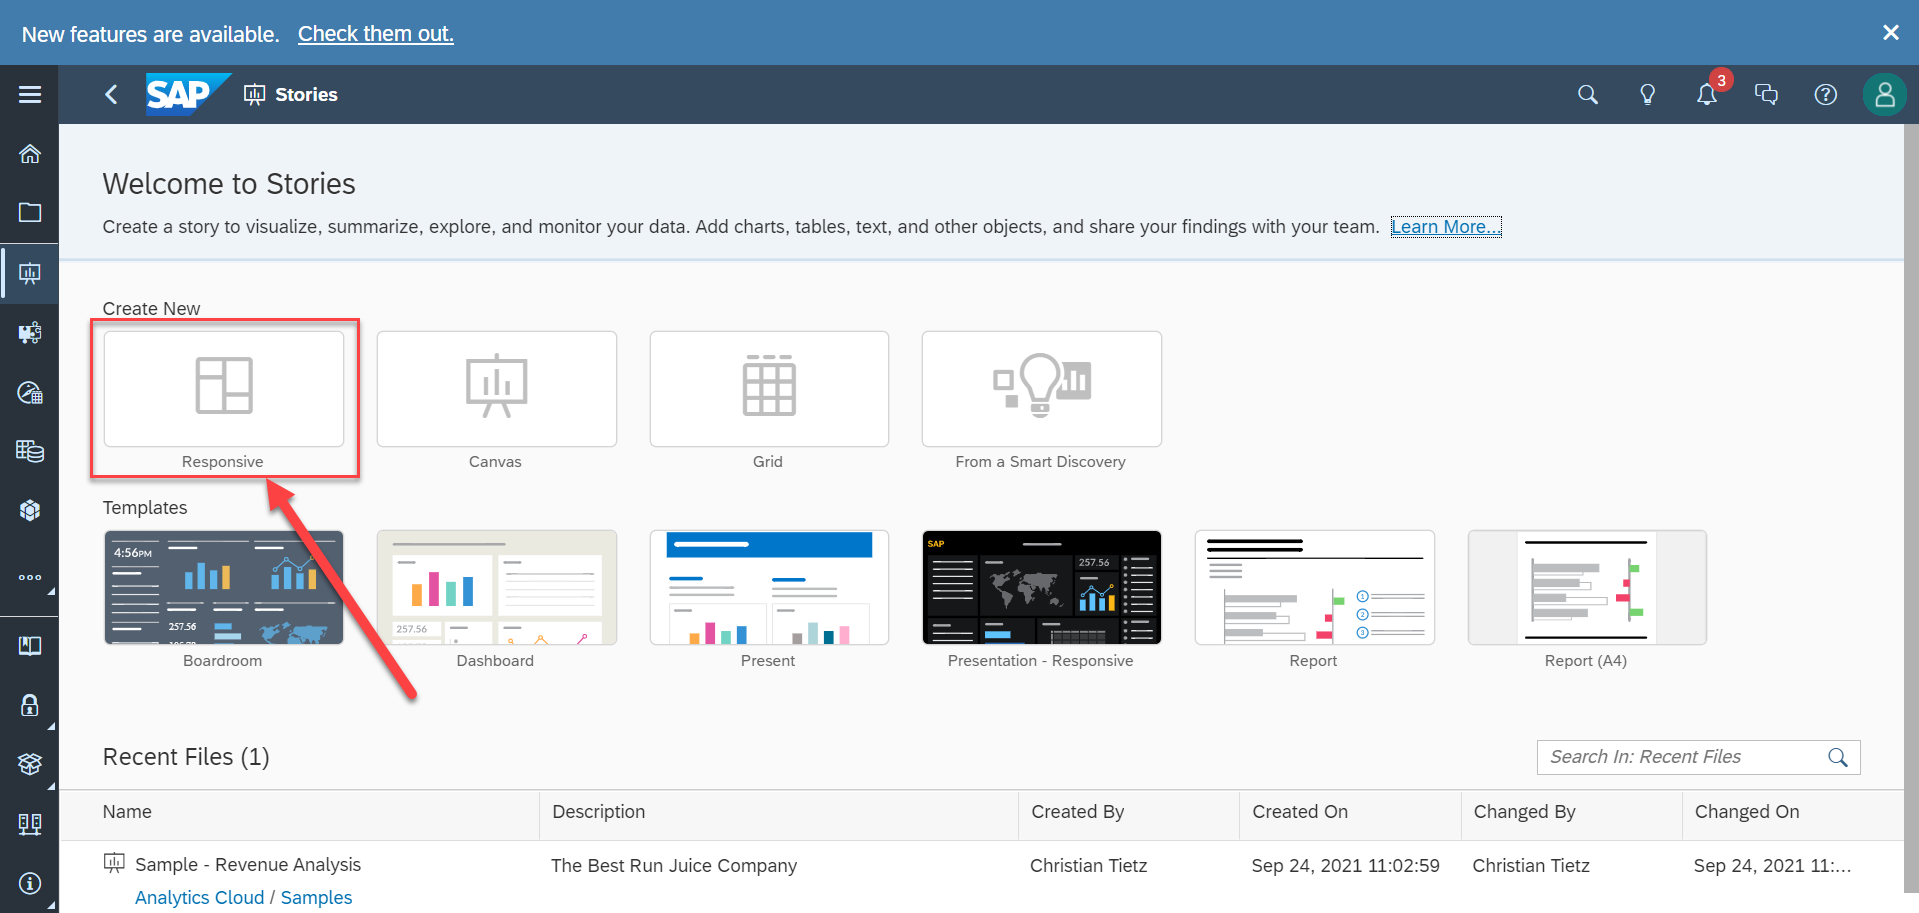 New features are available. Check them out.
SAP Stories
3
Welcome to Stories
Create a story to visualize, summarize, explore, and monitor your data. Add charts, tables, text, and other objects, and share your findings with your team. Learn More...
Create New
Responsive Canvas Grid From a Smart Discovery
Templates
4:56PM
257.56
257.56
SAP
257.56
1
2
3
Boardroom Dashboard Present Presentation - Responsive Report Report (A4)
Recent Files (1)
Search In: Recent Files
Name Description Created By Created On Changed By Changed On
Sample - Revenue Analysis The Best Run Juice Company Christian Tietz Sep 24, 2021 11:02:59 Christian Tietz Sep 24, 2021 11:...
Analytics Cloud / Samples